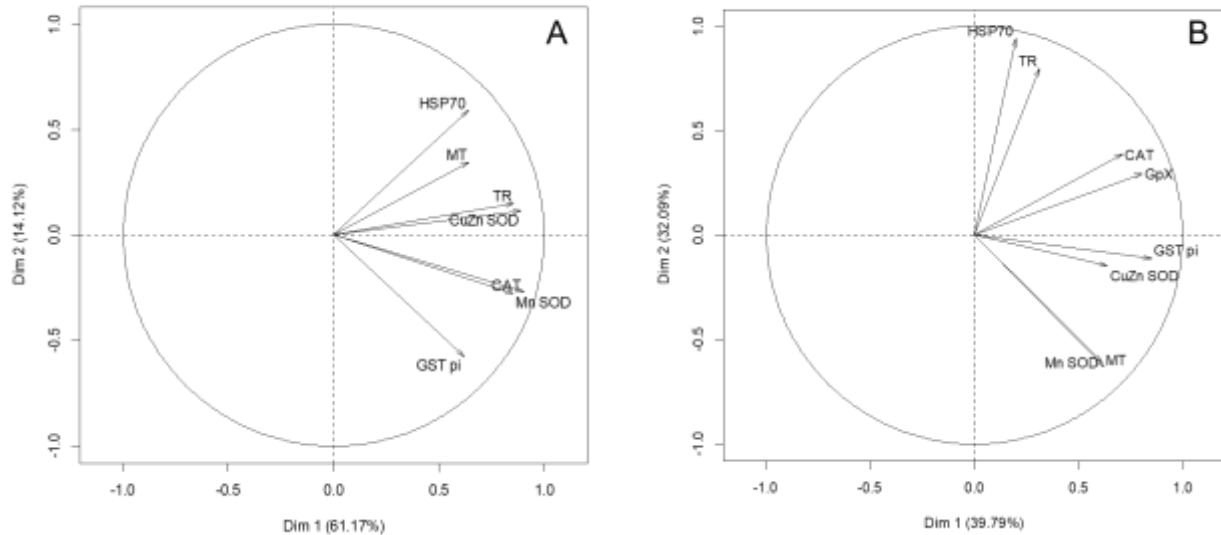 A
1.0
0.5
0.0
-0.5
-1.0
Dim 2 (14.12%)
HSP70
MT
TR
CuZn SOD
CAT
Mn SOD
GST pi
-1.0 -0.5 0.0 0.5 1.0
Dim 1 (61.17%)
B
1.0
0.5
0.0
-0.5
-1.0
Dim 2 (32.09%)
HSP70
TR
CAT
GpX
GST pi
CuZn SOD
Mn SOD MT
-1.0 -0.5 0.0 0.5 1.0
Dim 1 (39.79%)